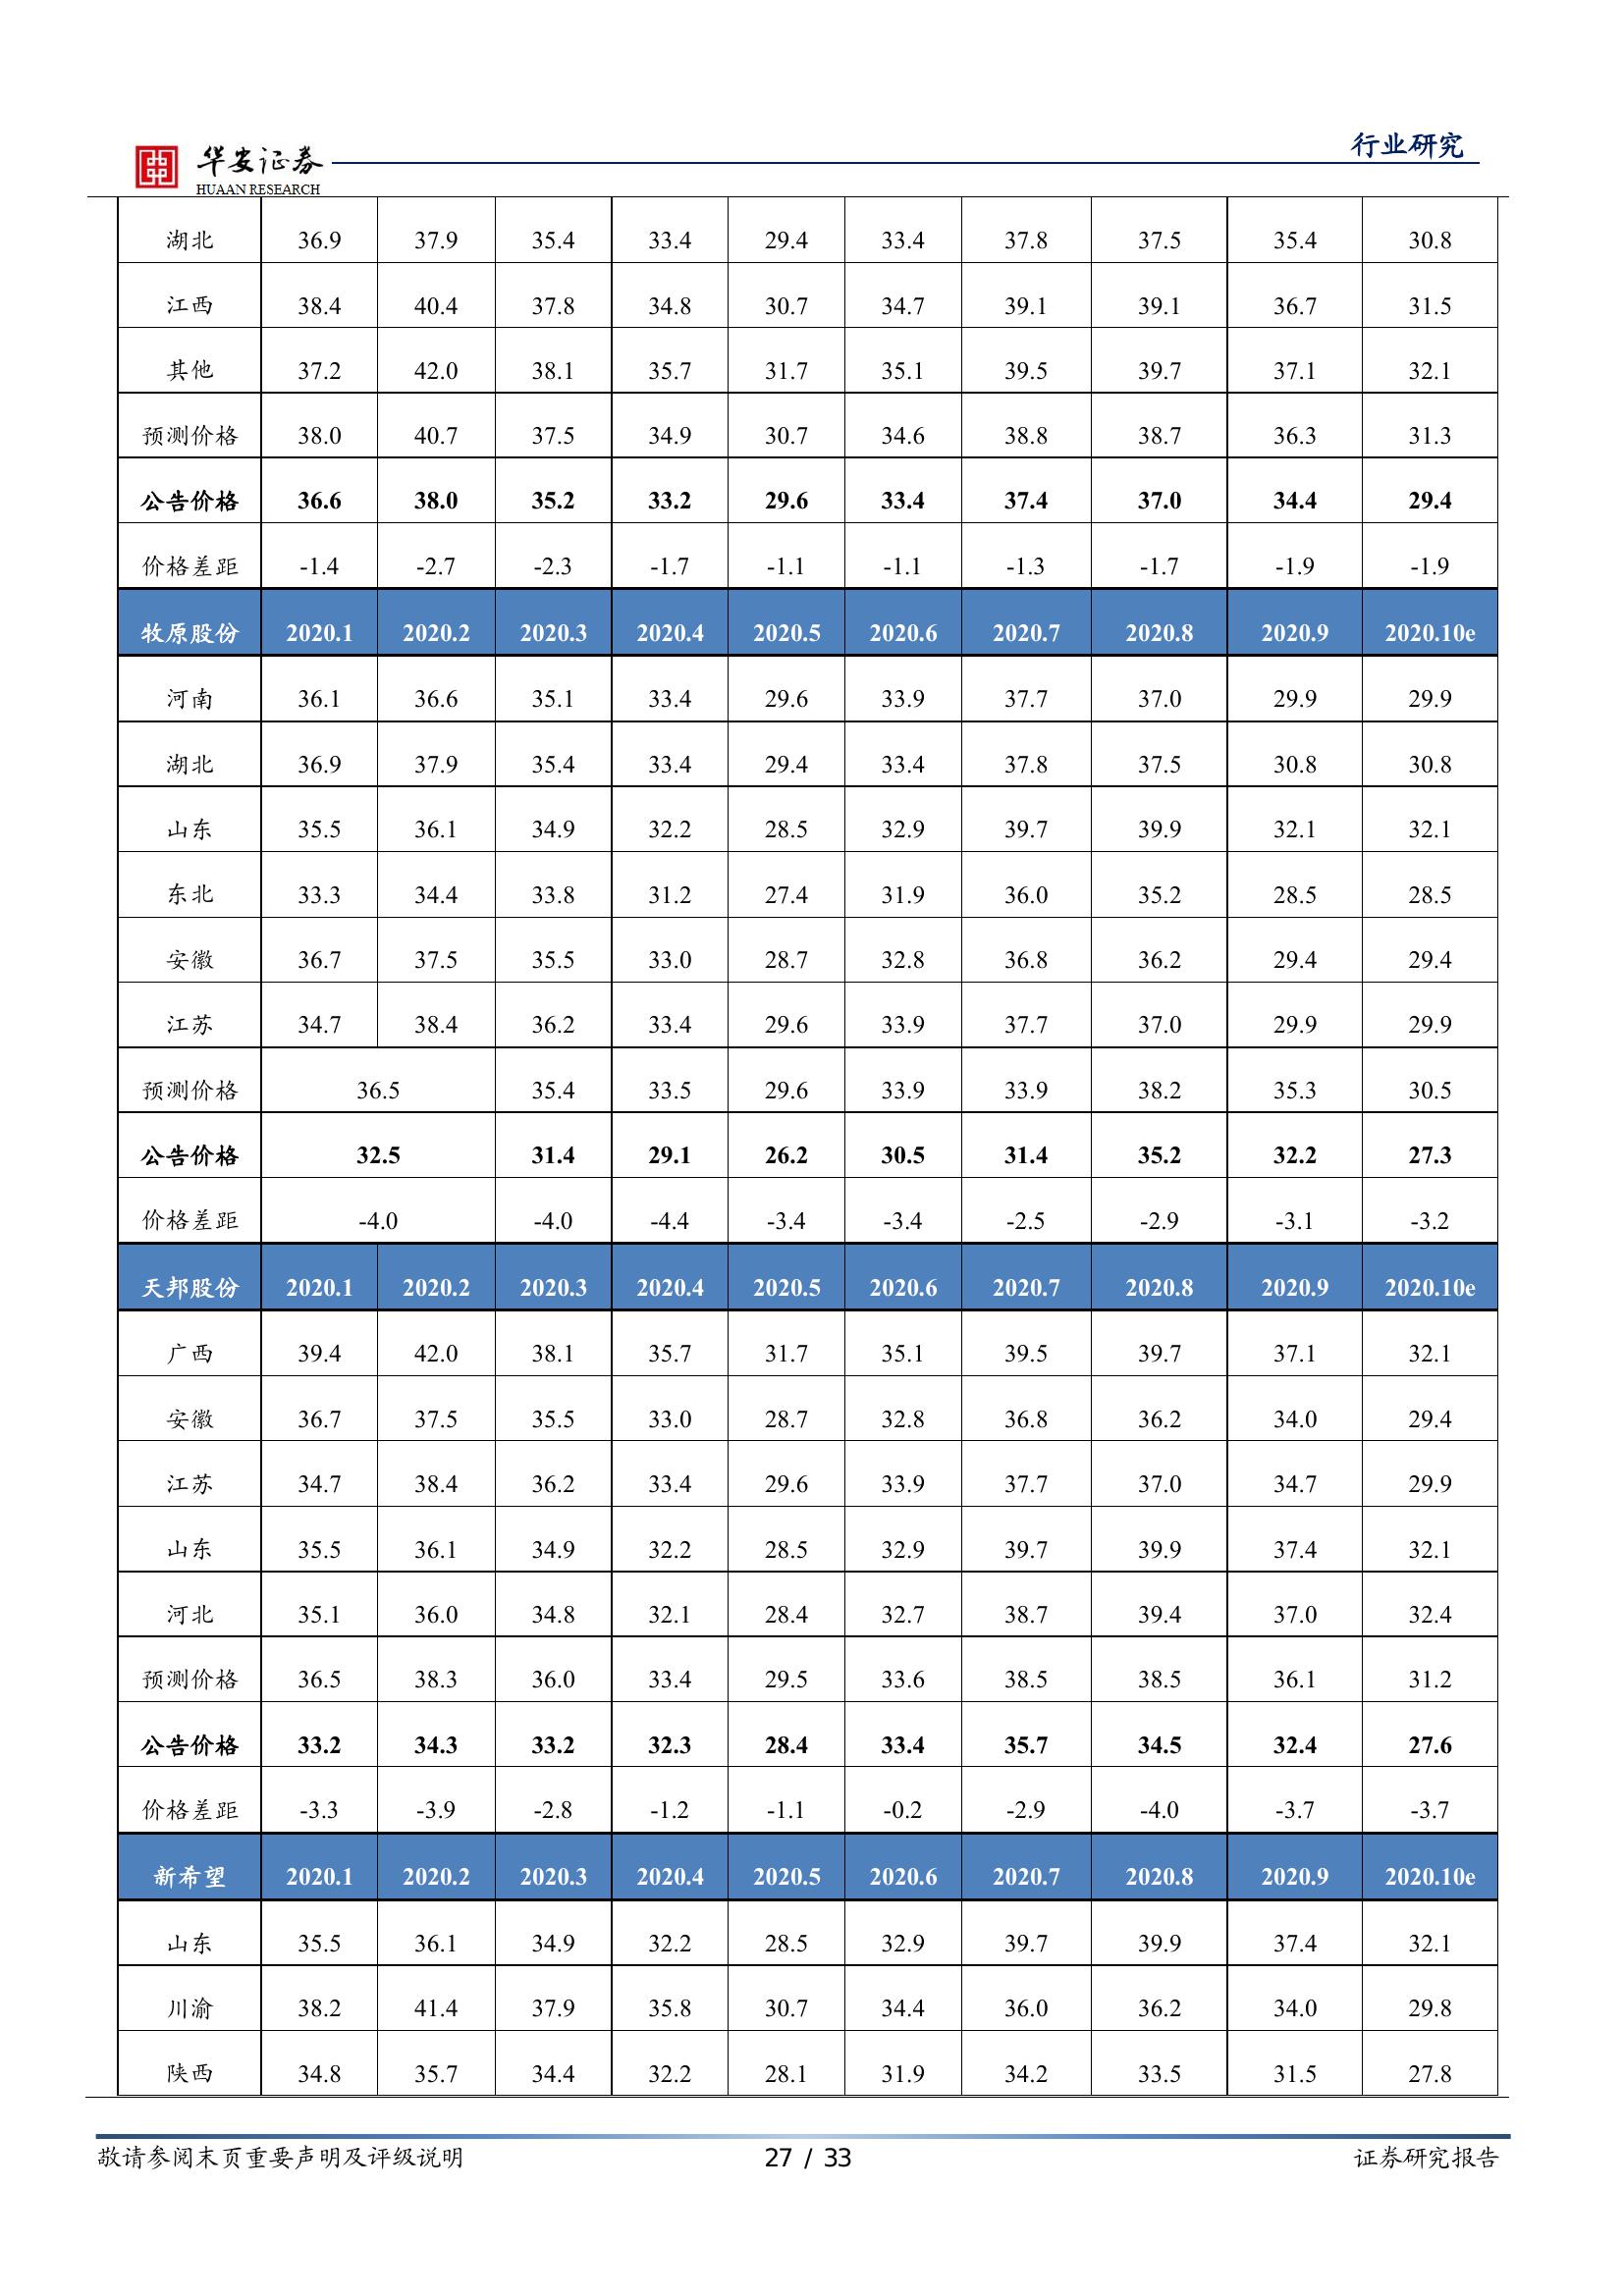 华安证券
HUAAN RESEARCH
行业研究
湖北 36.9 37.9 35.4 33.4 29.4 33.4 37.8 37.5 35.4 30.8
江西 38.4 40.4 37.8 34.8 30.7 34.7 39.1 39.1 36.7 31.5
其他 37.2 42.0 38.1 35.7 31.7 35.1 39.5 39.7 37.1 32.1
预测价格 38.0 40.7 37.5 34.9 30.7 34.6 38.8 38.7 36.3 31.3
公告价格 36.6 38.0 35.2 33.2 29.6 33.4 37.4 37.0 34.4 29.4
价格差距 -1.4 -2.7 -2.3 -1.7 -1.1 -1.1 -1.3 -1.7 -1.9 -1.9
牧原股份 2020.1 2020.2 2020.3 2020.4 2020.5 2020.6 2020.7 2020.8 2020.9 2020.10e
河南 36.1 36.6 35.1 33.4 29.6 33.9 37.7 37.0 29.9 29.9
湖北 36.9 37.9 35.4 33.4 29.4 33.4 37.8 37.5 30.8 30.8
山东 35.5 36.1 34.9 32.2 28.5 32.9 39.7 39.9 32.1 32.1
东北 33.3 34.4 33.8 31.2 27.4 31.9 36.0 35.2 28.5 28.5
安徽 36.7 37.5 35.5 33.0 28.7 32.8 36.8 36.2 29.4 29.4
江苏 34.7 38.4 36.2 33.4 29.6 33.9 37.7 37.0 29.9 29.9
预测价格 36.5 35.4 33.5 29.6 33.9 33.9 38.2 35.3 30.5
公告价格 32.5 31.4 29.1 26.2 30.5 31.4 35.2 32.2 27.3
价格差距 -4.0 -4.0 -4.4 -3.4 -3.4 -2.5 -2.9 -3.1 -3.2
天邦股份 2020.1 2020.2 2020.3 2020.4 2020.5 2020.6 2020.7 2020.8 2020.9 2020.10e
广西 39.4 42.0 38.1 35.7 31.7 35.1 39.5 39.7 37.1 32.1
安徽 36.7 37.5 35.5 33.0 28.7 32.8 36.8 36.2 34.0 29.4
江苏 34.7 38.4 36.2 33.4 29.6 33.9 37.7 37.0 34.7 29.9
山东 35.5 36.1 34.9 32.2 28.5 32.9 39.7 39.9 37.4 32.1
河北 35.1 36.0 34.8 32.1 28.4 32.7 38.7 39.4 37.0 32.4
预测价格 36.5 38.3 36.0 33.4 29.5 33.6 38.5 38.5 36.1 31.2
公告价格 33.2 34.3 33.2 32.3 28.4 33.4 35.7 34.5 32.4 27.6
价格差距 -3.3 -3.9 -2.8 -1.2 -1.1 -0.2 -2.9 -4.0 -3.7 -3.7
新希望 2020.1 2020.2 2020.3 2020.4 2020.5 2020.6 2020.7 2020.8 2020.9 2020.10e
山东 35.5 36.1 34.9 32.2 28.5 32.9 39.7 39.9 37.4 32.1
川渝 38.2 41.4 37.9 35.8 30.7 34.4 36.0 36.2 34.0 29.8
陕西 34.8 35.7 34.4 32.2 28.1 31.9 34.2 33.5 31.5 27.8
敬请参阅末页重要声明及评级说明 27 / 33 证券研究报告